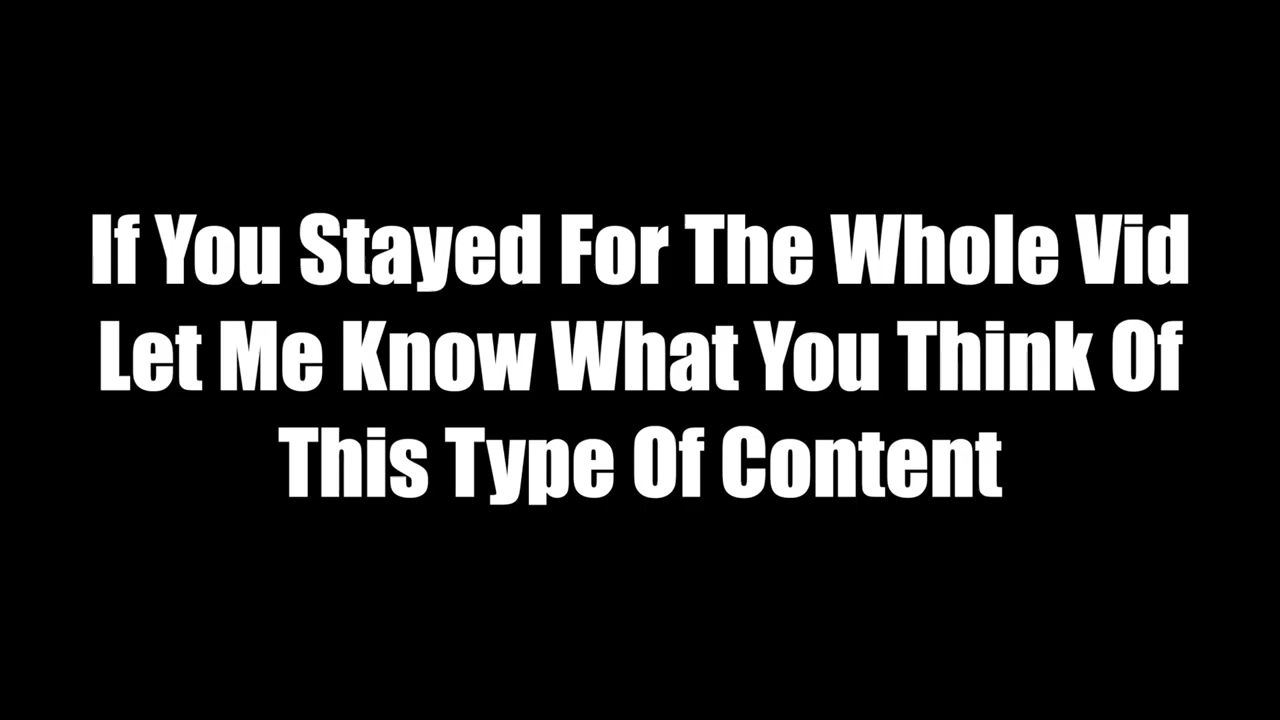 If You Stayed For The Whole Vid
Let Me Know What You Think Of
This Type Of Content